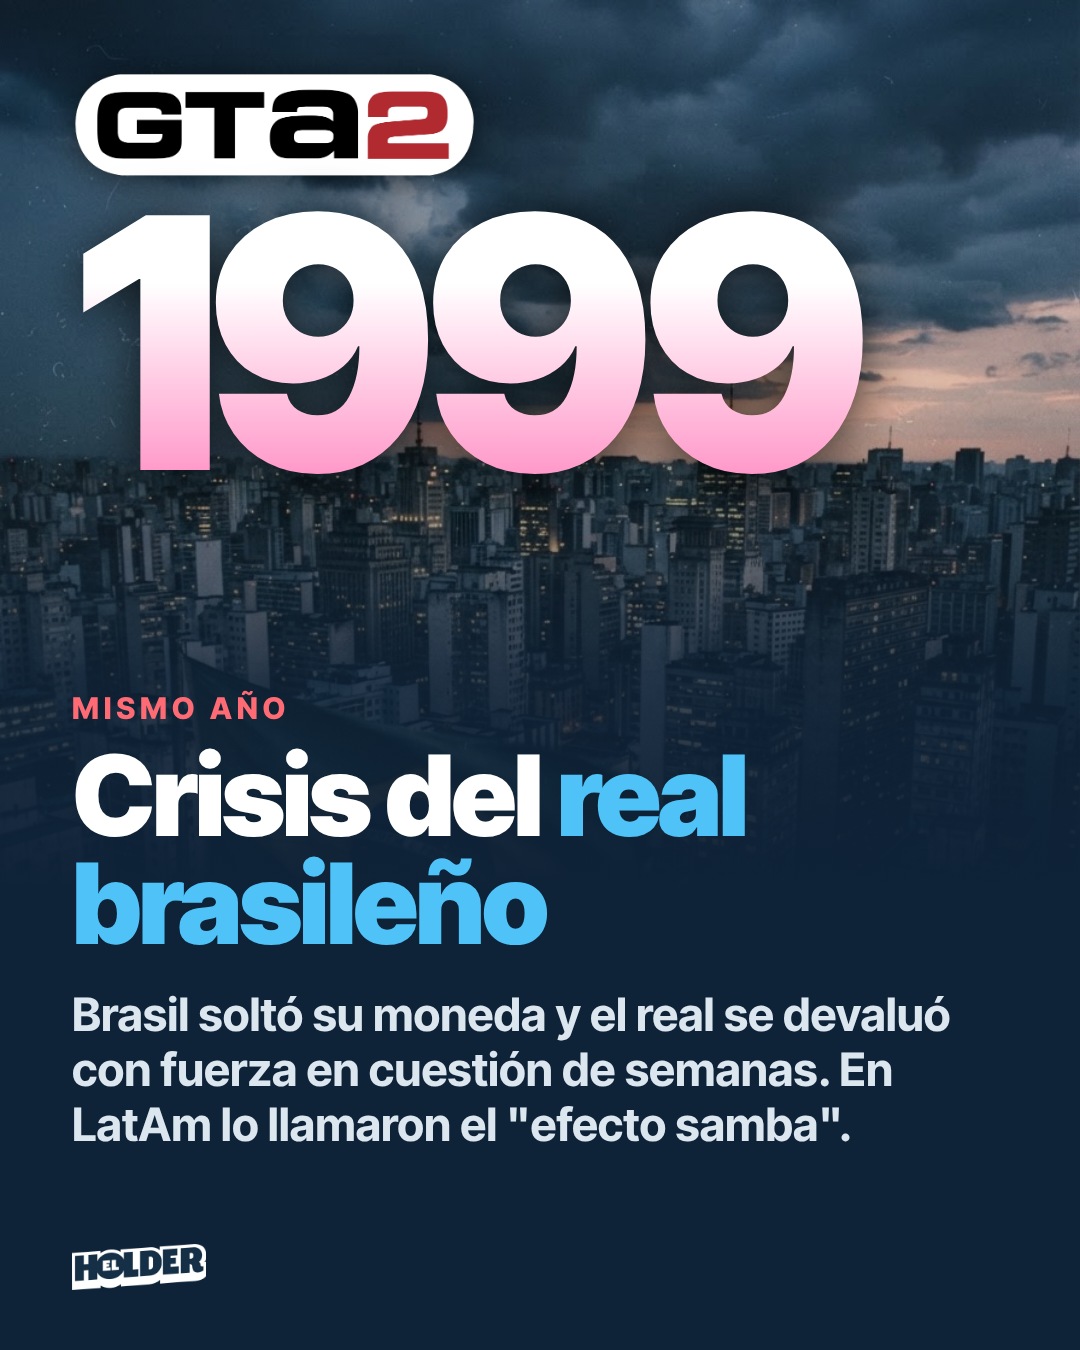 GTa2
1999
MISMO AÑO
Crisis del real
brasileño
Brasil soltó su moneda y el real se devaluó
con fuerza en cuestión de semanas. En
LatAm lo llamaron el "efecto samba".
EL HOLDER